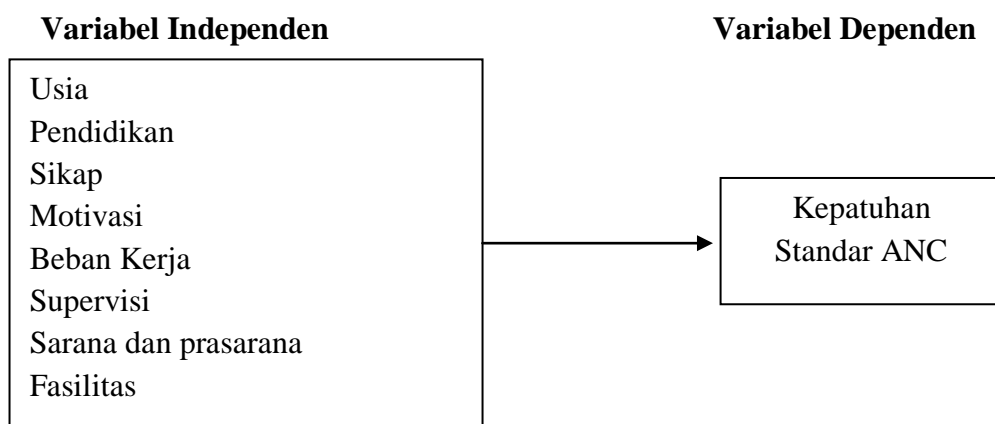 Variabel Independen
Variabel Dependen
Usia
Pendidikan
Sikap
Motivasi
Beban Kerja
Supervisi
Sarana dan prasarana
Fasilitas
Kepatuhan
Standar ANC